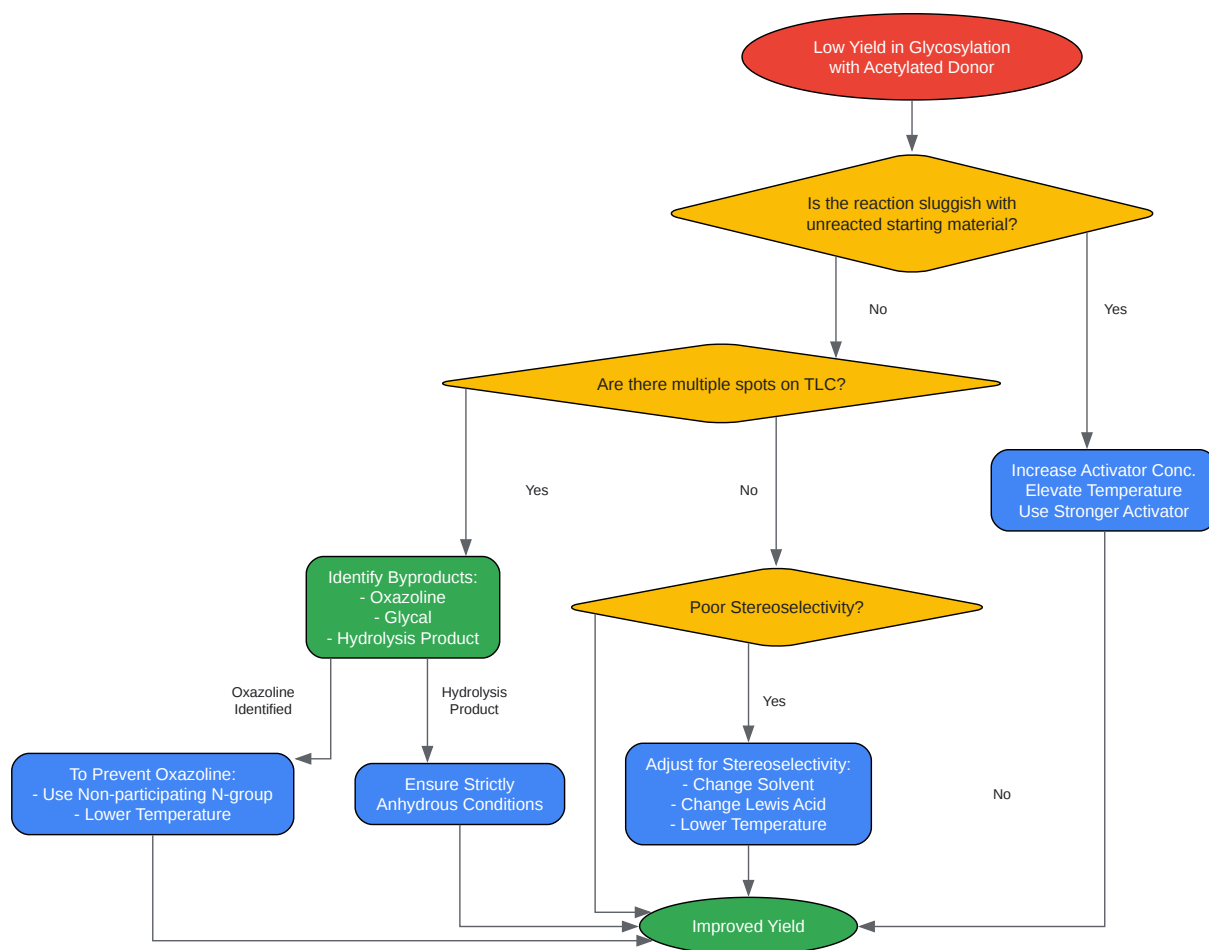 Low Yield in Glycosylation
with Acetylated Donor
Is the reaction sluggish with
unreacted starting material?
No
Yes
Are there multiple spots on TLC?
Increase Activator Conc.
Elevate Temperature
Use Stronger Activator
Yes
No
Identify Byproducts:
- Oxazoline
- Glycal
- Hydrolysis Product
Poor Stereoselectivity?
Oxazoline
Identified
Hydrolysis
Product
Yes
To Prevent Oxazoline:
- Use Non-participating N-group
- Lower Temperature
Ensure Strictly
Anhydrous Conditions
Adjust for Stereoselectivity:
- Change Solvent
- Change Lewis Acid
- Lower Temperature
No
Improved Yield